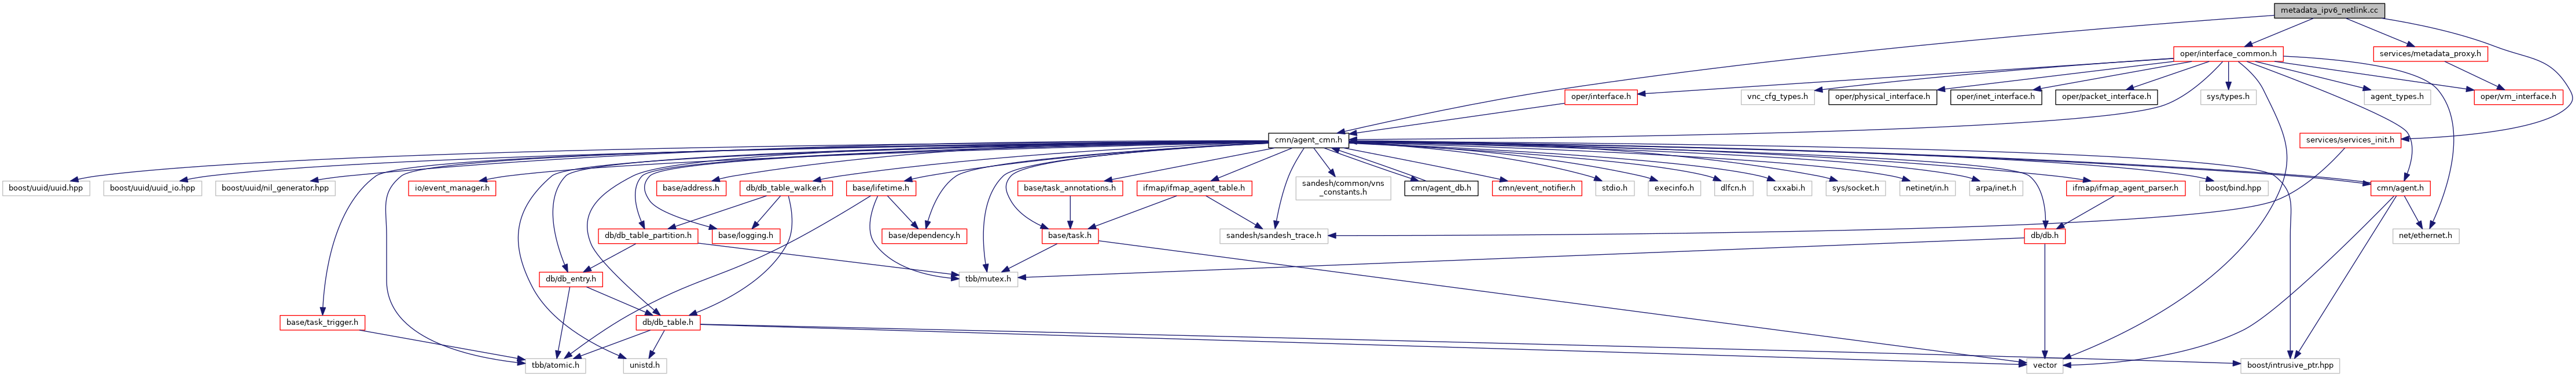 metadata_ipv6_netlink.cc
oper/interface_common.h
services/metadata_proxy.h
oper/interface.h
vnc_cfg_types.h
oper/physical_interface.h
oper/inet_interface.h
oper/packet_interface.h
sys/types.h
agent_types.h
oper/vm_interface.h
cmn/agent_cmn.h
services/services_init.h
boost/uuid/uuid.hpp
boost/uuid/uuid_io.hpp
boost/uuid/nil_generator.hpp
io/event_manager.h
base/address.h
db/db_table_walker.h
base/lifetime.h
base/task_annotations.h
ifmap/ifmap_agent_table.h
sandesh/common/vns
_constants.h
cmn/agent_db.h
cmn/event_notifier.h
stdio.h
execinfo.h
dlfcn.h
cxxabi.h
sys/socket.h
netinet/in.h
arpa/inet.h
ifmap/ifmap_agent_parser.h
boost/bind.hpp
cmn/agent.h
db/db_table_partition.h
base/logging.h
base/dependency.h
base/task.h
sandesh/sandesh_trace.h
db/db.h
net/ethernet.h
db/db_entry.h
tbb/mutex.h
base/task_trigger.h
db/db_table.h
tbb/atomic.h
unistd.h
vector
boost/intrusive_ptr.hpp